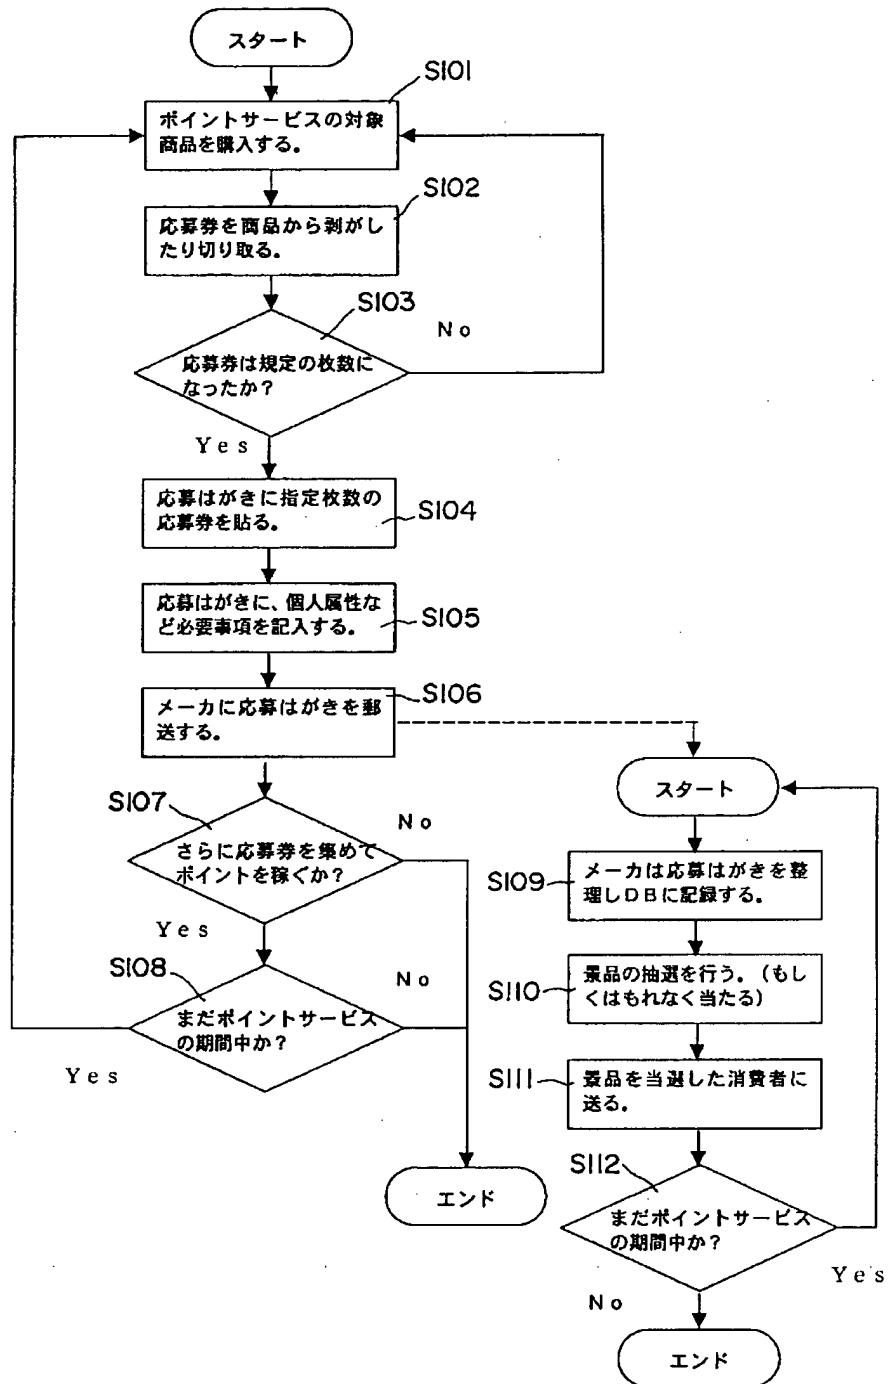 スタート
S101
ポイントサービスの対象
商品を購入する。
S102
応募券を商品から剥がし
たり切り取る。
S103
No
応募券は規定の枚数に
なったか？
Yes
応募はがきに指定枚数の
応募券を貼る。
S104
応募はがきに、個人属性な
ど必要事項を記入する。
S105
S106
メーカに応募はがきを郵
送する。
S107
No
さらに応募券を集めて
ポイントを稼ぐか？
Yes
S108
No
まだポイントサービス
の期間中か？
Yes
エンド
スタート
S109
メーカは応募はがきを整
理しDBに記録する。
S110
景品の抽選を行う。（もし
くはもれなく当たる）
S111
景品を当選した消費者に
送る。
S112
まだポイントサービス
の期間中か？
Yes
No
エンド